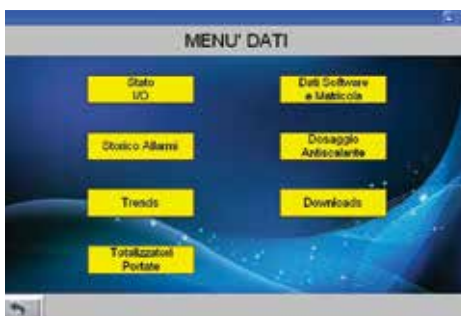 MENU' DATI
Stato
I/O
Dati Software
e Matricola
Storico Allarmi
Dosaggio
Antiscalante
Trends
Downloads
Totalizzatori
Portate